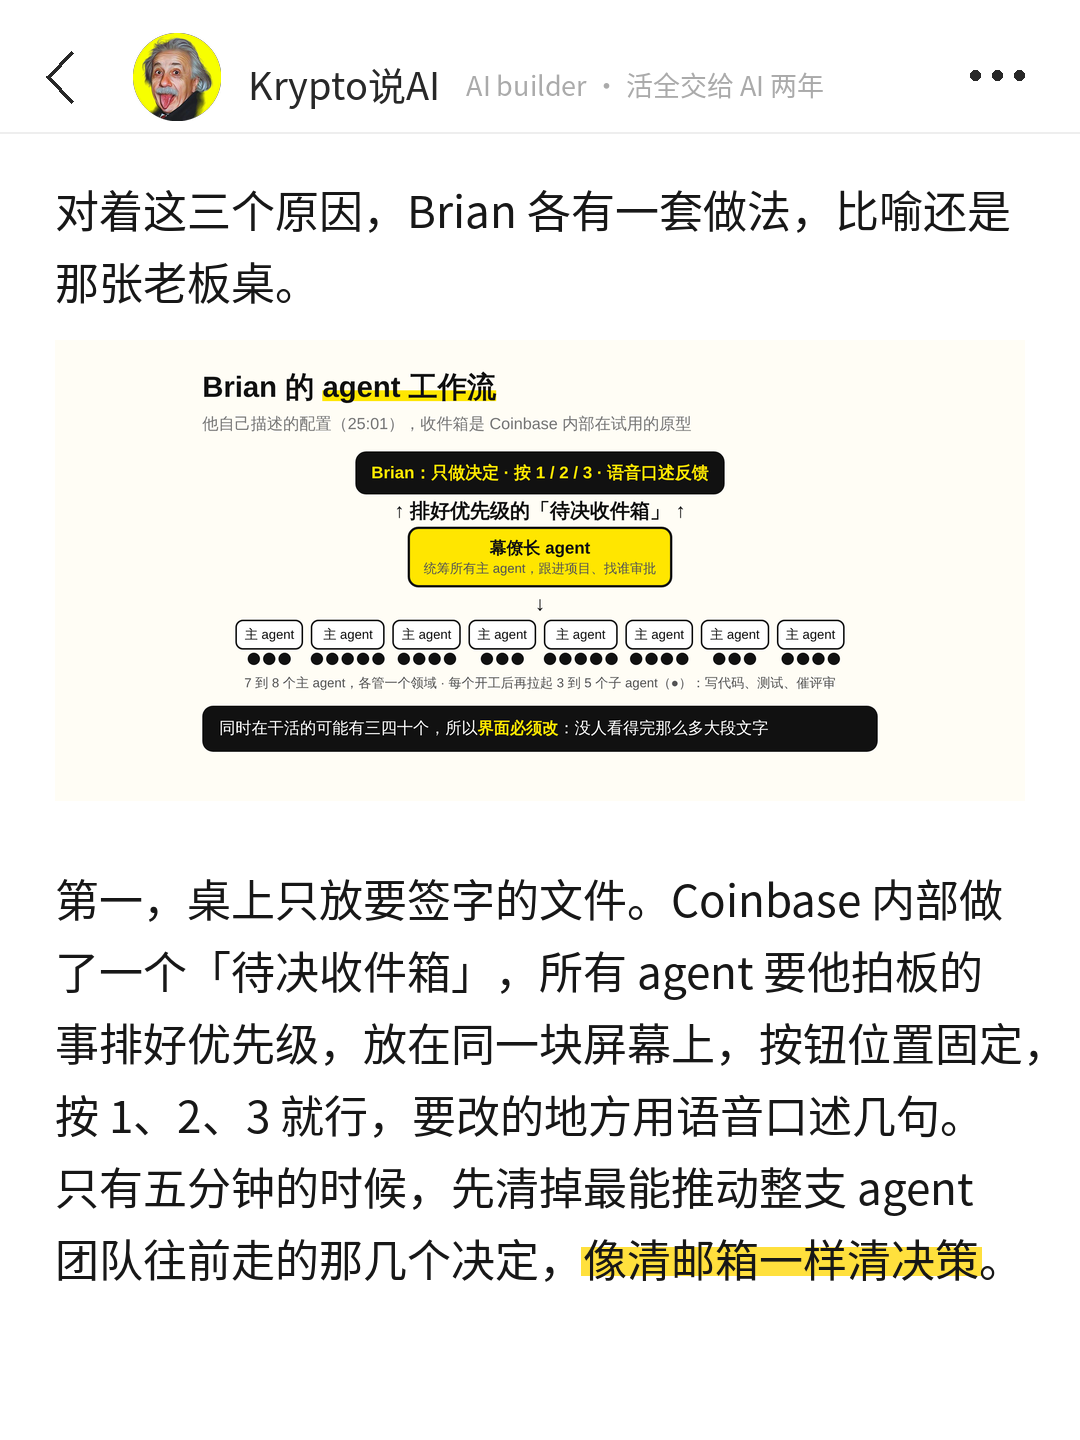 Krypto说AI AI builder · 活全交给 AI 两年
对着这三个原因，Brian 各有一套做法，比喻还是
那张老板桌。
Brian 的 agent 工作流
他自己描述的配置（25:01），收件箱是 Coinbase 内部在试用的原型
Brian：只做决定 · 按 1 / 2 / 3 · 语音口述反馈
↑ 排好优先级的「待决收件箱」 ↑
幕僚长 agent
统筹所有主 agent，跟进项目、找谁审批
↓
主 agent 主 agent 主 agent 主 agent 主 agent 主 agent 主 agent 主 agent
7 到 8 个主 agent，各管一个领域 · 每个开工后再拉起 3 到 5 个子 agent（●）：写代码、测试、催评审
同时在干活的可能有三四十个，所以界面必须改：没人看得完那么多大段文字
第一，桌上只放要签字的文件。Coinbase 内部做
了一个「待决收件箱」，所有 agent 要他拍板的
事排好优先级，放在同一块屏幕上，按钮位置固定，
按 1、2、3 就行，要改的地方用语音口述几句。
只有五分钟的时候，先清掉最能推动整支 agent
团队往前走的那几个决定，像清邮箱一样清决策。